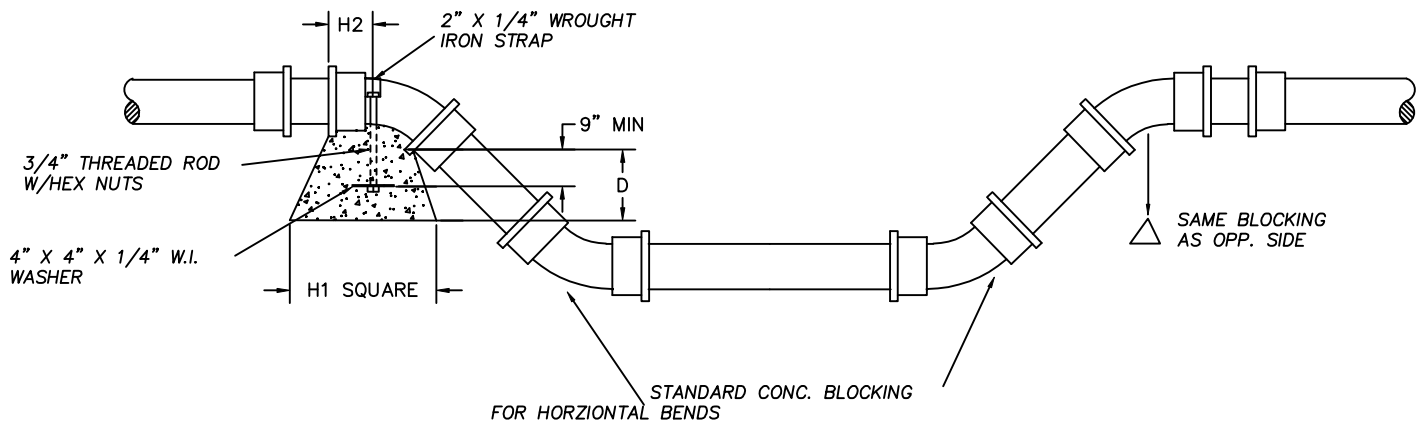 H2
2" X 1/4" WROUGHT
IRON STRAP
9" MIN
3/4" THREADED ROD
W/HEX NUTS
D
SAME BLOCKING
AS OPP. SIDE
4" X 4" X 1/4" W.I.
WASHER
H1 SQUARE
STANDARD CONC. BLOCKING
FOR HORZIONTAL BENDS